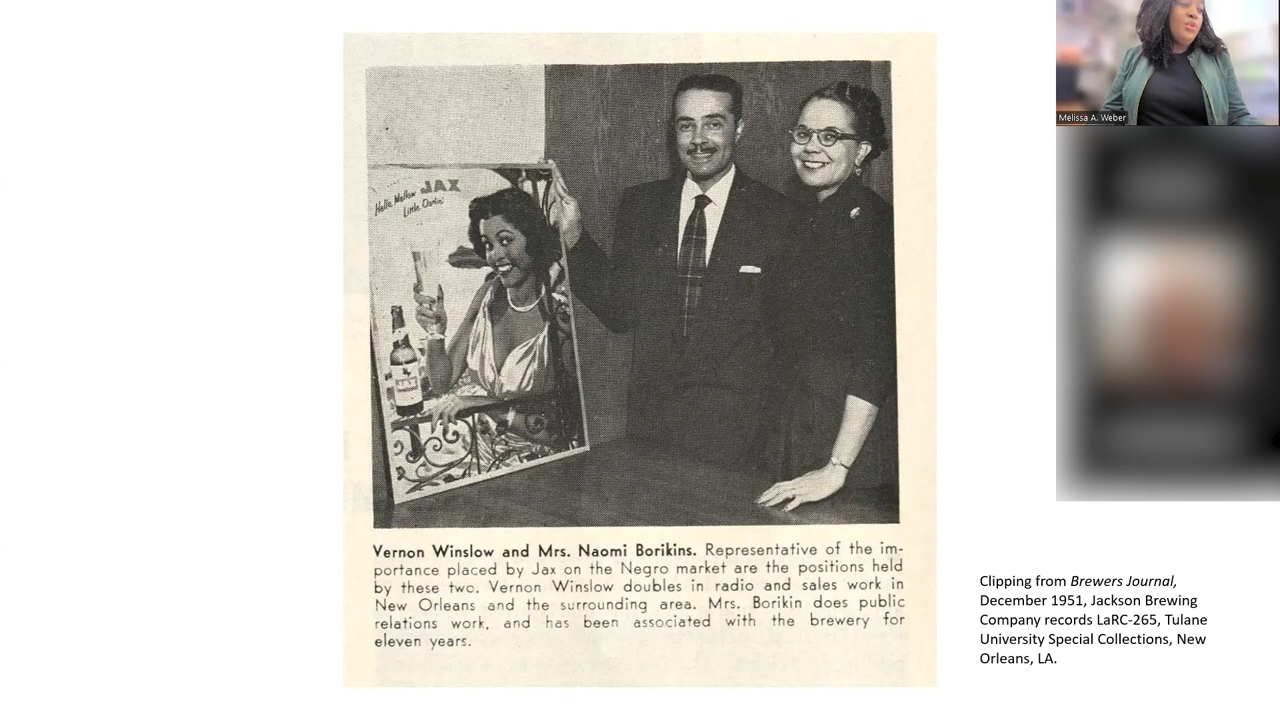 Melissa A. Weber
Hello, Mellow JAX
Little Darlin'
JAX
Vernon Winslow and Mrs. Naomi Borikins. Representative of the im-
portance placed by Jax on the Negro market are the positions held
by these two. Vernon Winslow doubles in radio and sales work in
New Orleans and the surrounding area. Mrs. Borikin does public
relations work, and has been associated with the brewery for
eleven years.
Clipping from Brewers Journal,
December 1951, Jackson Brewing
Company records LaRC-265, Tulane
University Special Collections, New
Orleans, LA.